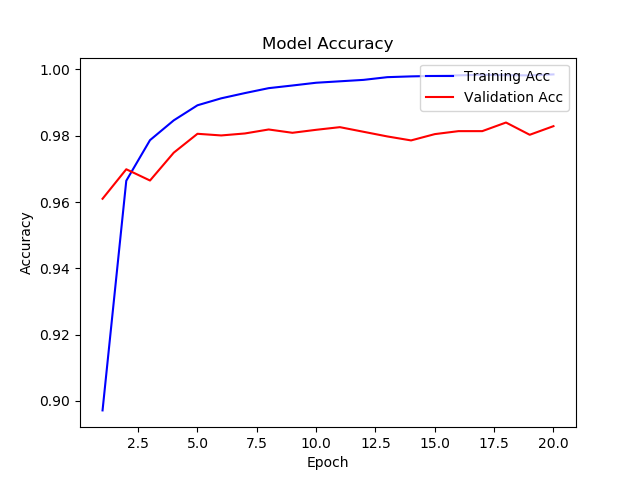 Model Accuracy
1.00
0.98
0.96
0.94
0.92
0.90
Accuracy
Training Acc
Validation Acc
2.5 5.0 7.5 10.0 12.5 15.0 17.5 20.0
Epoch